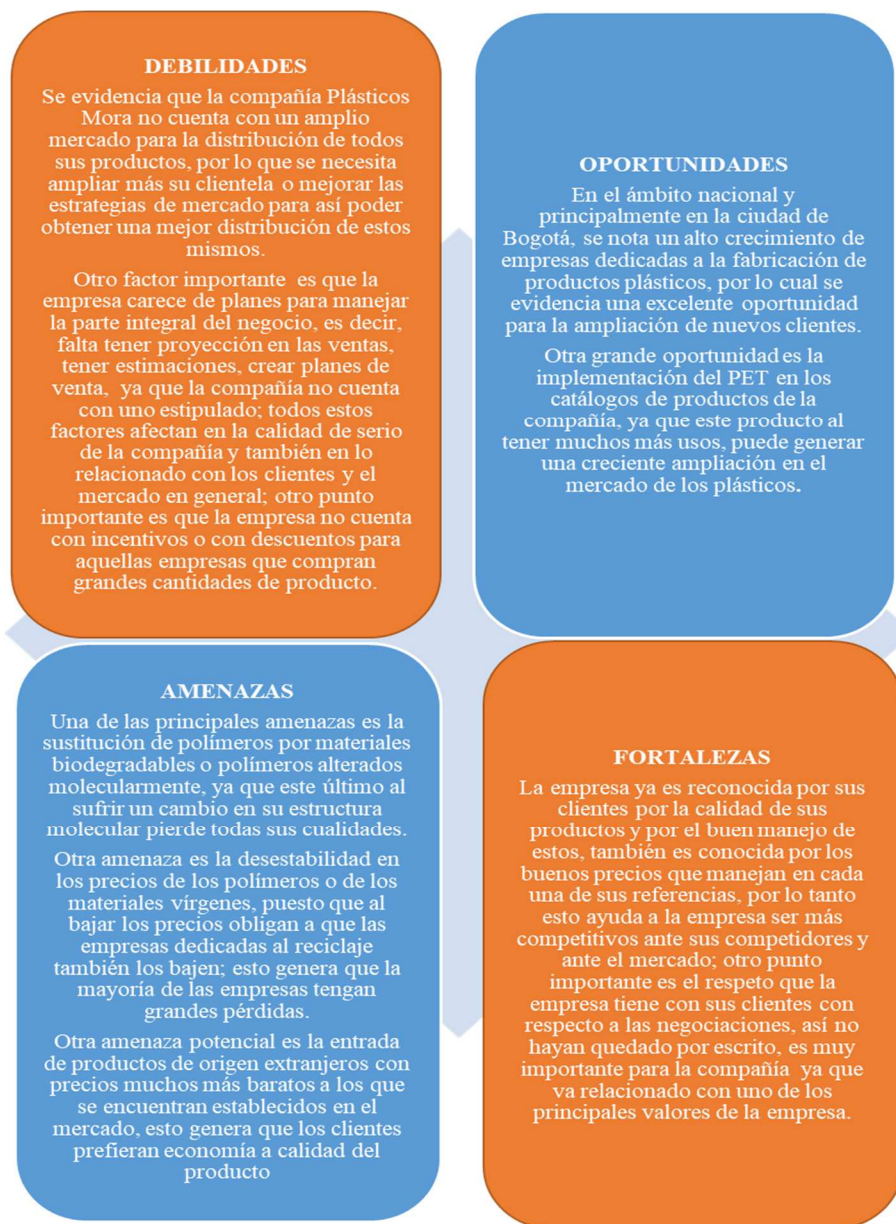 DEBILIDADES
Se evidencia que la compañía Plásticos
Mora no cuenta con un amplio
mercado para la distribución de todos
sus productos, por lo que se necesita
ampliar más su clientela o mejorar las
estrategias de mercado para así poder
obtener una mejor distribución de estos
mismos.
Otro factor importante es que la
empresa carece de planes para manejar
la parte integral del negocio, es decir,
falta tener proyección en las ventas,
tener estimaciones, crear planes de
venta, ya que la compañía no cuenta
con uno estipulado; todos estos
factores afectan en la calidad de serio
de la compañía y también en lo
relacionado con los clientes y el
mercado en general; otro punto
importante es que la empresa no cuenta
con incentivos o con descuentos para
aquellas empresas que compran
grandes cantidades de producto.
OPORTUNIDADES
En el ámbito nacional y
principalmente en la ciudad de
Bogotá, se nota un alto crecimiento de
empresas dedicadas a la fabricación de
productos plásticos, por lo cual se
evidencia una excelente oportunidad
para la ampliación de nuevos clientes.
Otra grande oportunidad es la
implementación del PET en los
catálogos de productos de la
compañía, ya que este producto al
tener muchos más usos, puede generar
una creciente ampliación en el
mercado de los plásticos.
AMENAZAS
Una de las principales amenazas es la
sustitución de polímeros por materiales
biodegradables o polímeros alterados
molecularmente, ya que este último al
sufrir un cambio en su estructura
molecular pierde todas sus cualidades.
Otra amenaza es la desestabilidad en
los precios de los polímeros o de los
materiales vírgenes, puesto que al
bajar los precios obligan a que las
empresas dedicadas al reciclaje
también los bajen; esto genera que la
mayoría de las empresas tengan
grandes pérdidas.
Otra amenaza potencial es la entrada
de productos de origen extranjeros con
precios muchos más baratos a los que
se encuentran establecidos en el
mercado, esto genera que los clientes
prefieran economía a calidad del
producto
FORTALEZAS
La empresa ya es reconocida por sus
clientes por la calidad de sus
productos y por el buen manejo de
estos, también es conocida por los
buenos precios que manejan en cada
una de sus referencias, por lo tanto
esto ayuda a la empresa ser más
competitivos ante sus competidores y
ante el mercado; otro punto
importante es el respeto que la
empresa tiene con sus clientes con
respecto a las negociaciones, así no
hayan quedado por escrito, es muy
importante para la compañía ya que
va relacionado con uno de los
principales valores de la empresa.